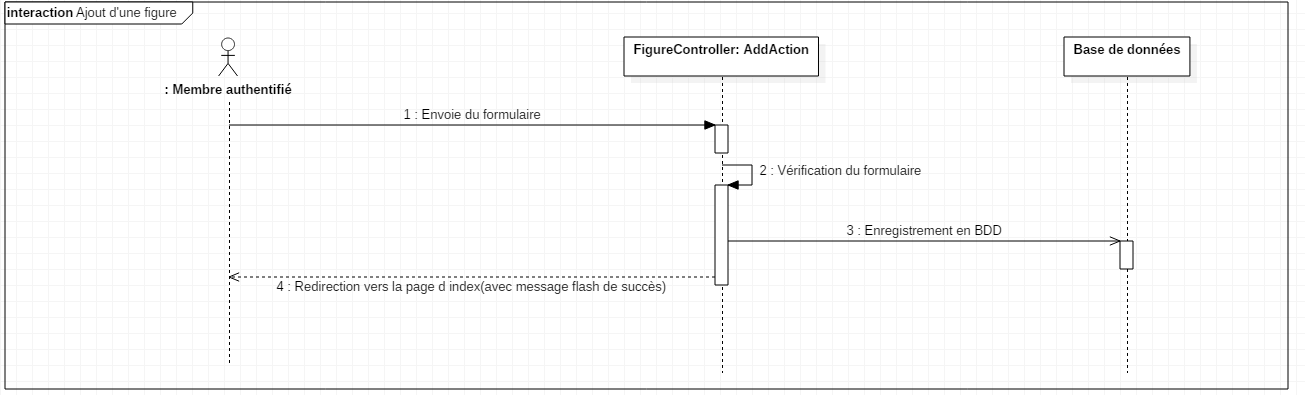 interaction Ajout d'une figure
: Membre authentifié
FigureController: AddAction
Base de données
1 : Envoie du formulaire
2 : Vérification du formulaire
3 : Enregistrement en BDD
4 : Redirection vers la page d index(avec message flash de succès)